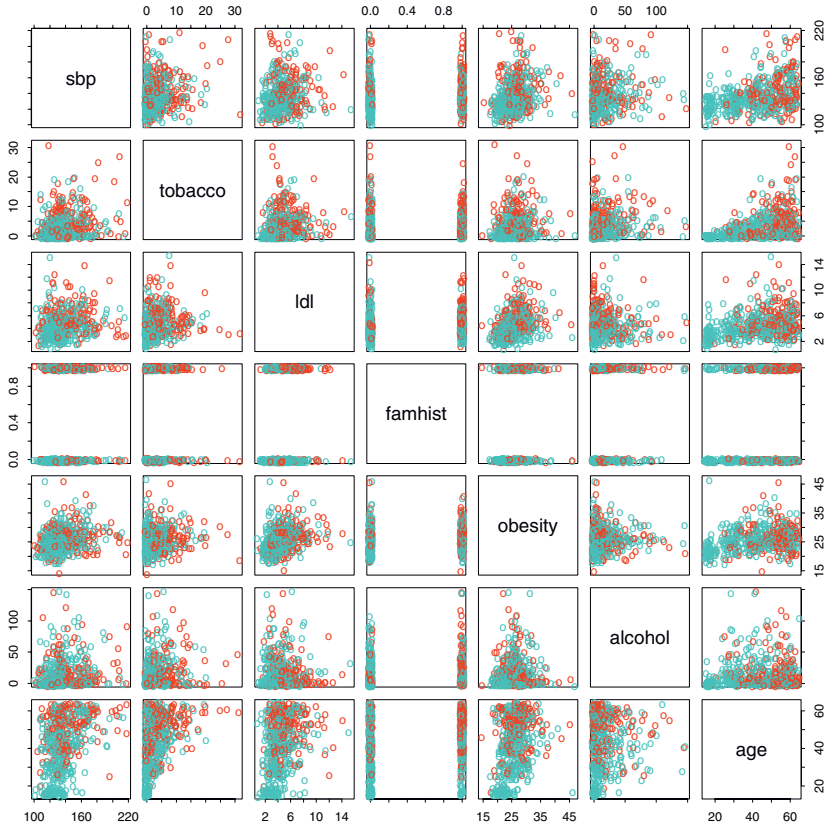 0 10 20 30 0.0 0.4 0.8 0 50 100
sbp 100 160 220
0 10 20 30 tobacco
ldl 2 6 10 14
0.0 0.4 0.8 famhist
obesity 15 25 35 45
0 50 100 alcohol
age 20 40 60
100 160 220 2 6 10 14 15 25 35 45 20 40 60